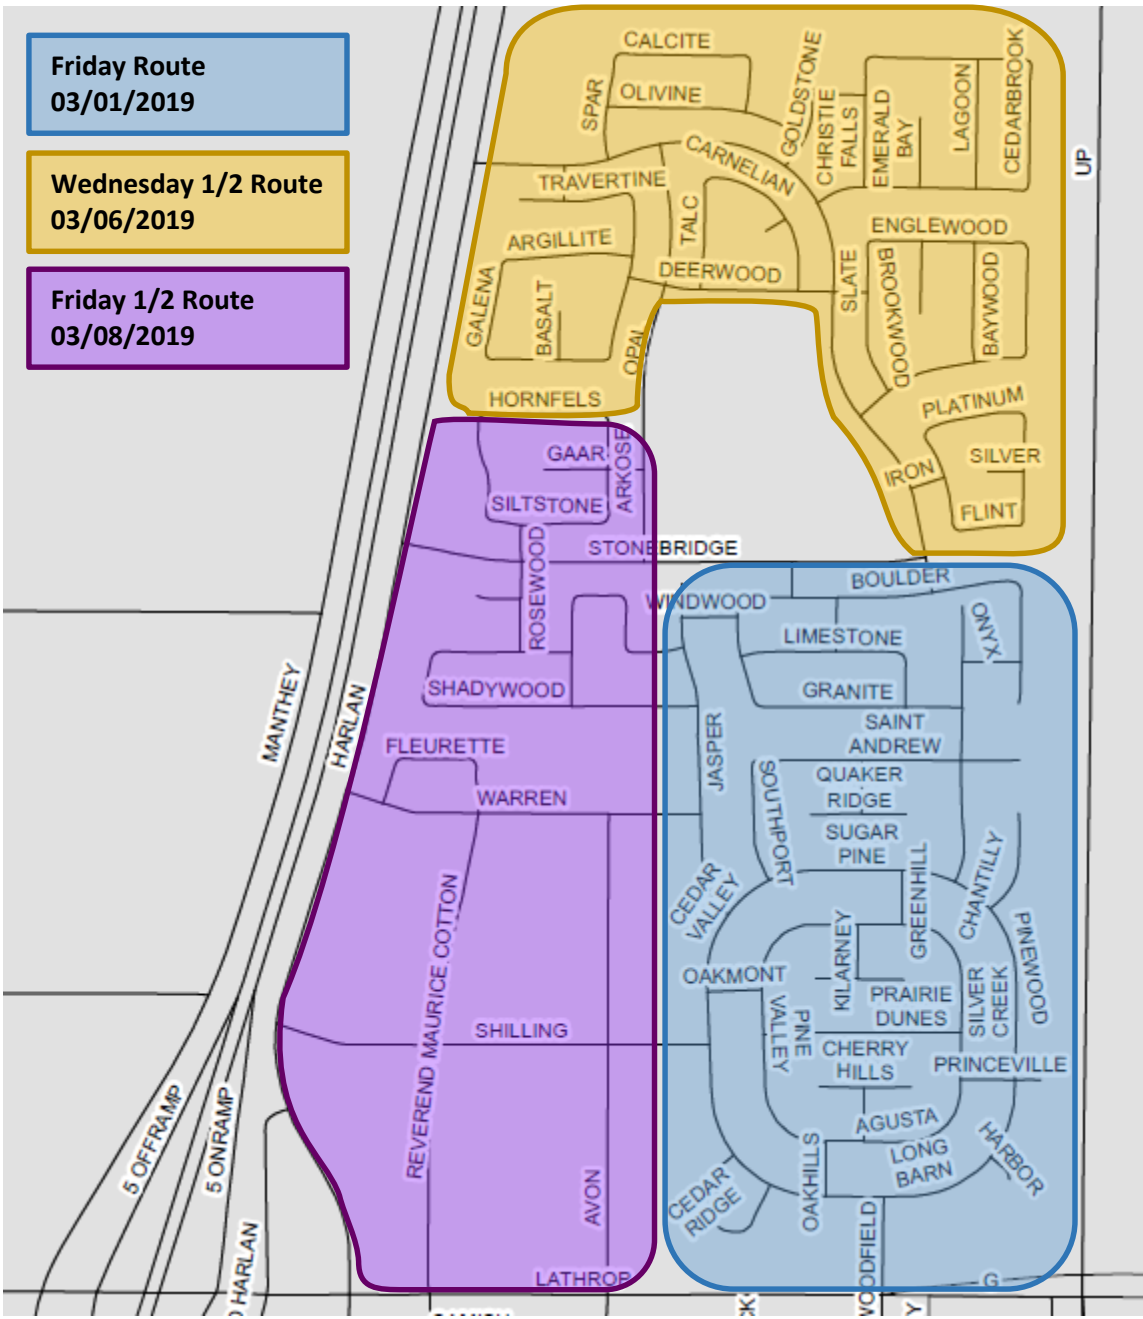 Friday Route
03/01/2019
Wednesday 1/2 Route
03/06/2019
Friday 1/2 Route
03/08/2019
CALCITE
SPAR
OLIVINE
GOLDSTONE
CHRISTIE
FALLS
EMERALD
BAY
LAGOON
CEDARBROOK
UP
CARNELIAN
TRAVERTINE
TALC
ARGILLITE
ENGLEWOOD
DEERWOOD
SLATE
BROOKWOOD
BAYWOOD
GALENA
BASALT
OPAL
HORNFELS
PLATINUM
GAAR
ARKOSE
IRON
SILVER
SILTSTONE
FLINT
ROSEWOOD
STONEBRIDGE
BOULDER
WINDWOOD
ONYX
LIMESTONE
SHADYWOOD
GRANITE
MANTHEY
HARLAN
JASPER
SAINT
ANDREW
FLEURETTE
SOUTHPORT
QUAKER
RIDGE
WARREN
SUGAR
PINE
CEDAR
VALLEY
GREENHILL
CHANTILLY
REVEREND MAURICE COTTON
KILARNEY
PINEWOOD
OAKMONT
PRAIRIE
DUNES
SILVER
CREEK
PINE
VALLEY
SHILLING
CHERRY
HILLS
PRINCEVILLE
5 OFFRAMP
5 ONRAMP
AGUSTA
LONG
BARN
HARBOR
OAKHILLS
CEDAR
RIDGE
AVON
WOODFIELD
HARLAN
LATHROP
G
CK
Y